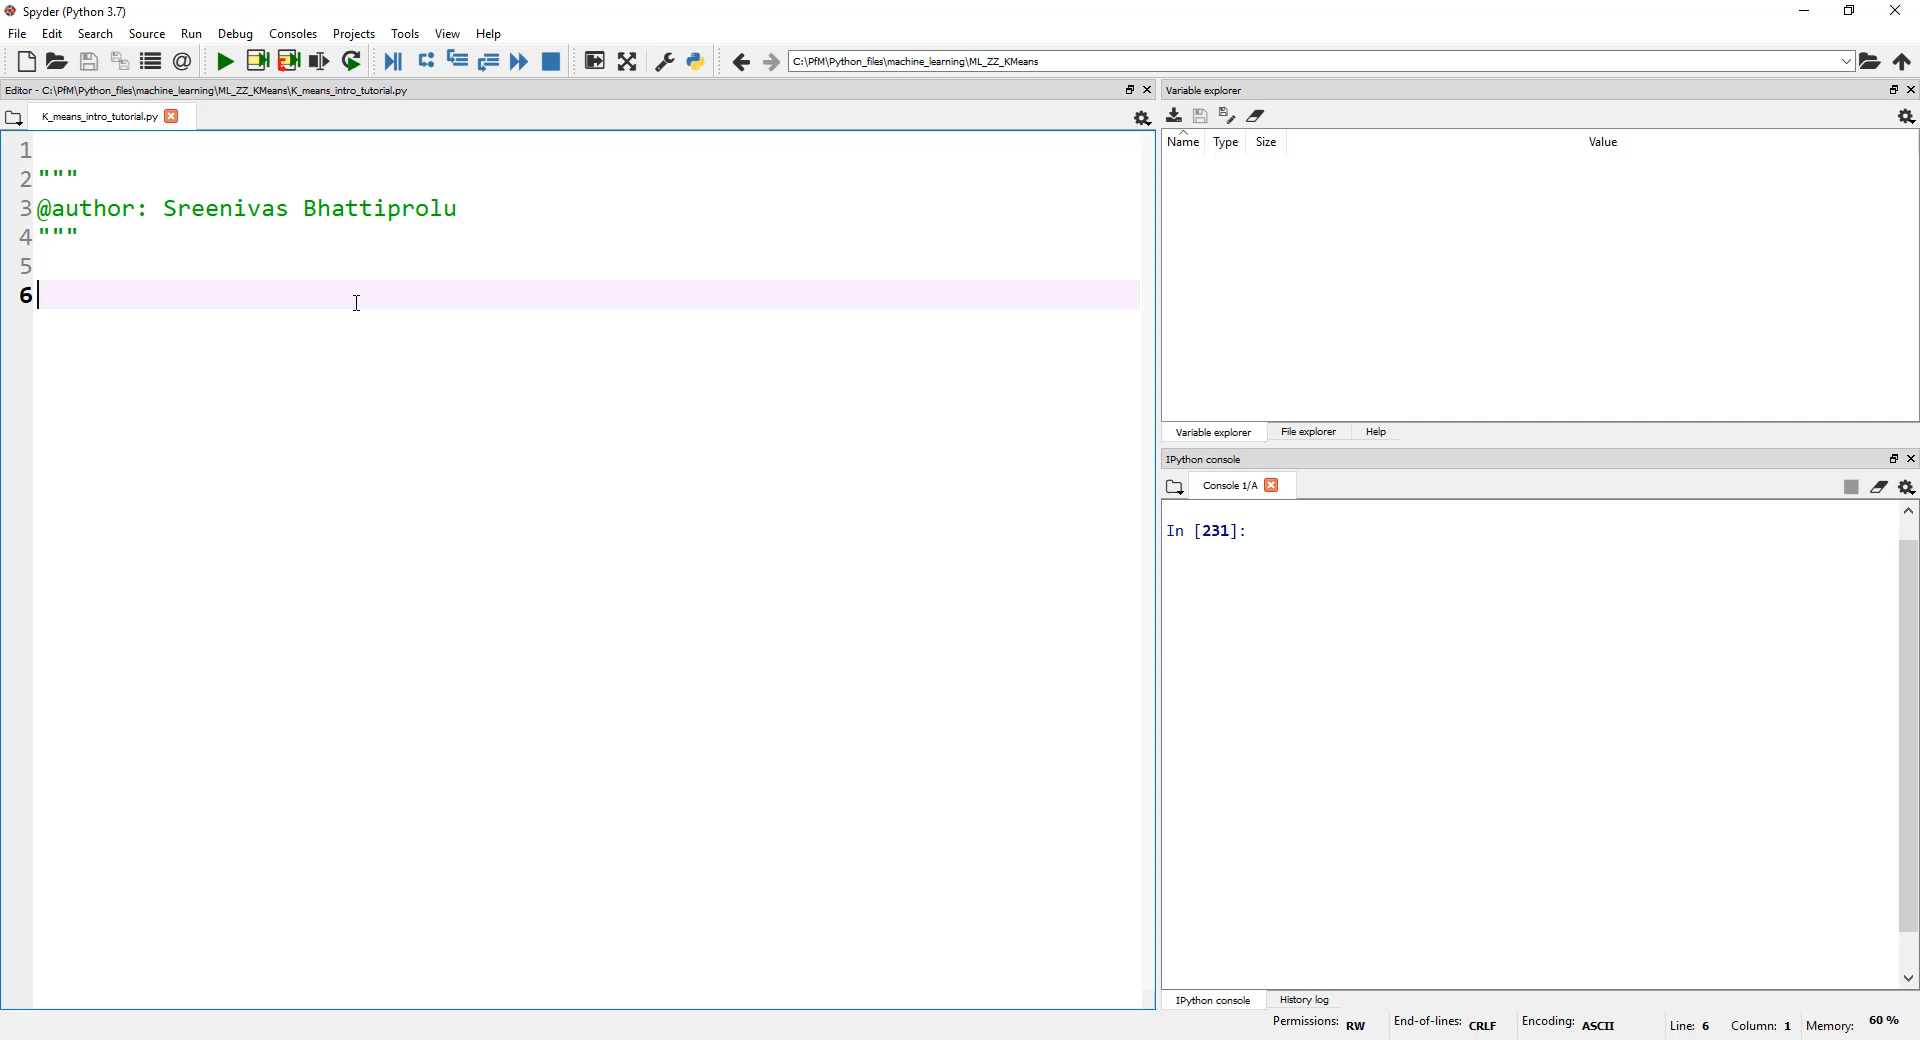 Spyder (Python 3.7)
File Edit Search Source Run Debug Consoles Projects Tools View Help
C:\PfM\Python_files\machine_learning\ML_ZZ_KMeans
Editor - C:\PfM\Python_files\machine_learning\ML_ZZ_KMeans\K_means_intro_tutorial.py
K_means_intro_tutorial.py
1
2 """
3 @author: Sreenivas Bhattiprolu
4 """
5
6
Variable explorer
Name Type Size Value
Variable explorer File explorer Help
IPython console
Console 1/A
In [231]:
IPython console History log
Permissions: RW End-of-lines: CRLF Encoding: ASCII Line: 6 Column: 1 Memory: 60 %